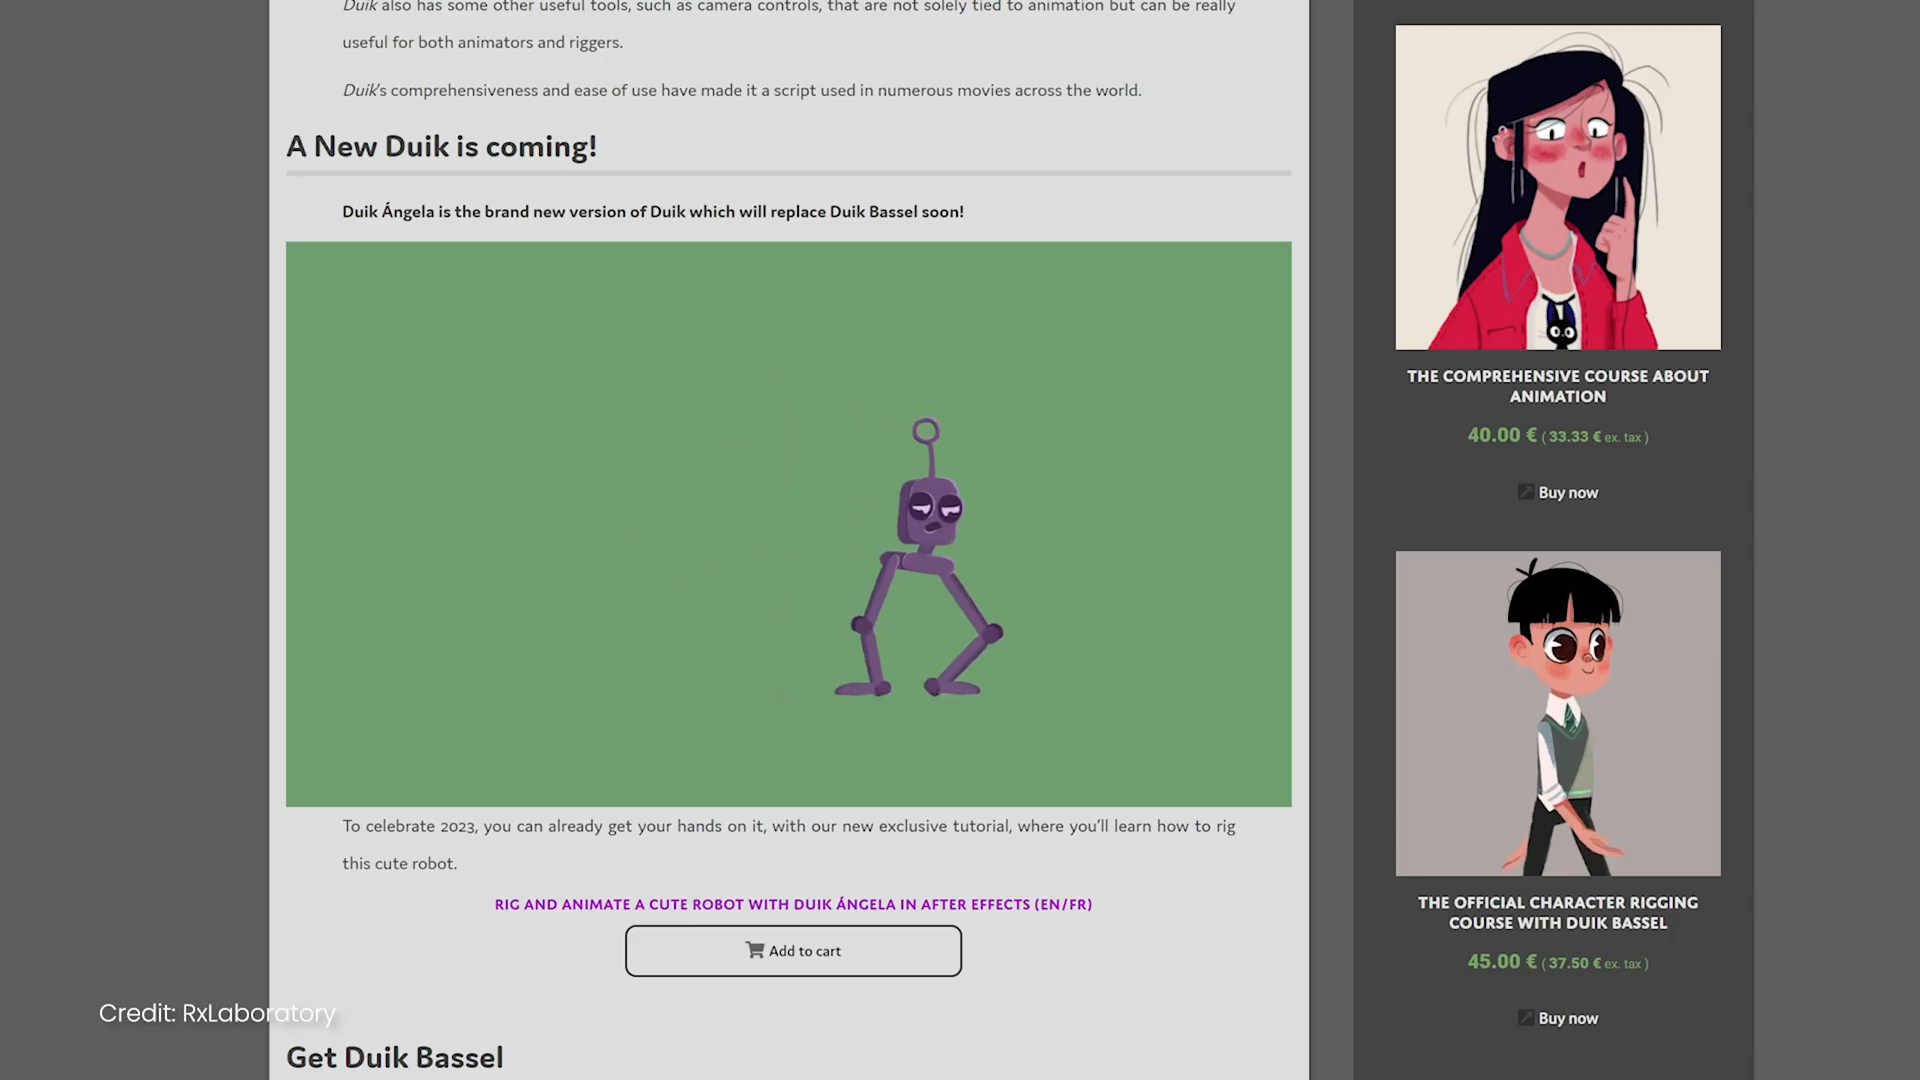 Duik also has some other useful tools, such as camera controls, that are not solely tied to animation but can be really
useful for both animators and riggers.
Duik's comprehensiveness and ease of use have made it a script used in numerous movies across the world.
A New Duik is coming!
Duik Ángela is the brand new version of Duik which will replace Duik Bassel soon!
To celebrate 2023, you can already get your hands on it, with our new exclusive tutorial, where you'll learn how to rig
this cute robot.
RIG AND ANIMATE A CUTE ROBOT WITH DUIK ÁNGELA IN AFTER EFFECTS (EN/FR)
Add to cart
Get Duik Bassel
THE COMPREHENSIVE COURSE ABOUT
ANIMATION
40.00 € ( 33.33 € ex. tax )
Buy now
THE OFFICIAL CHARACTER RIGGING
COURSE WITH DUIK BASSEL
45.00 € ( 37.50 € ex. tax )
Buy now
Credit: RxLaboratory